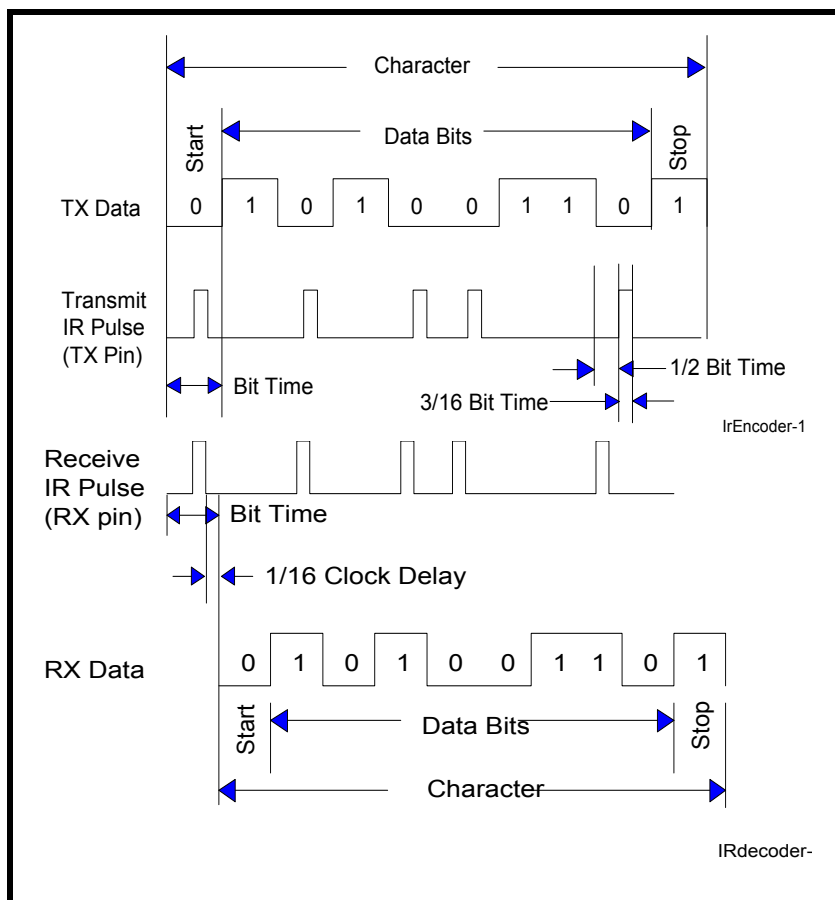 Character
Start
Data Bits
Stop
TX Data
0 1 0 1 0 0 1 1 0 1
Transmit
IR Pulse
(TX Pin)
Bit Time
1/2 Bit Time
3/16 Bit Time
IrEncoder-1
Receive
IR Pulse
(RX pin)
Bit Time
1/16 Clock Delay
RX Data
0 1 0 1 0 0 1 1 0 1
Start
Data Bits
Stop
Character
IRdecoder-